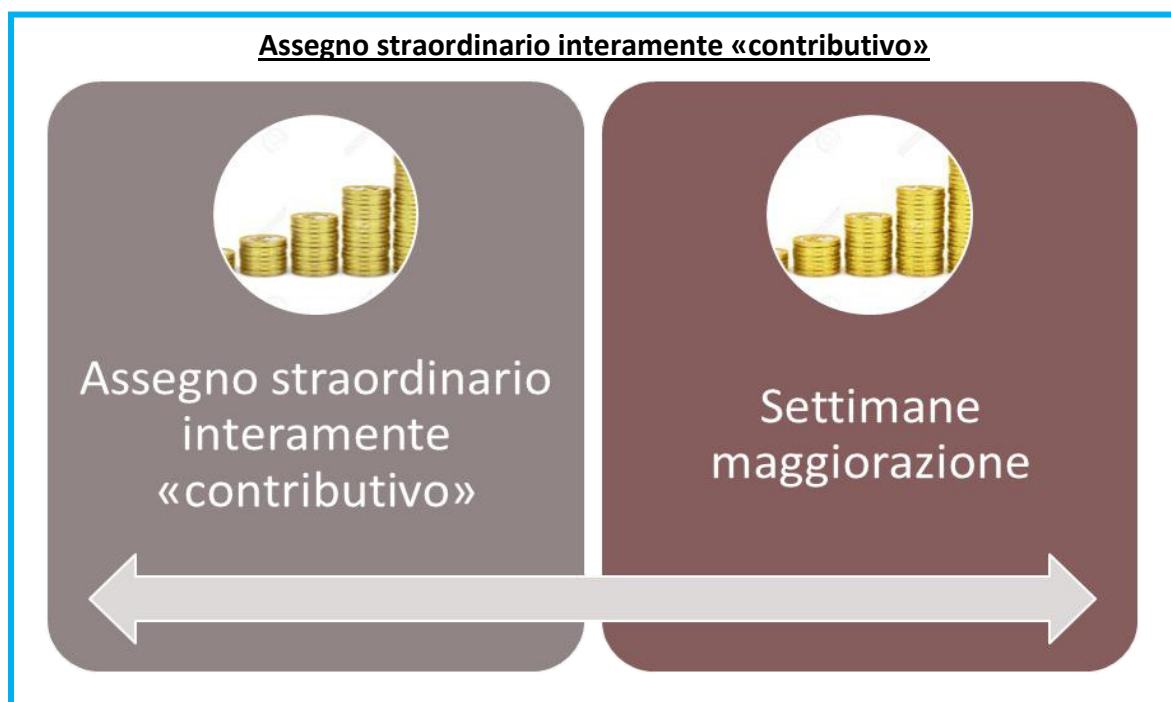 Assegno straordinario interamente «contributivo»
Assegno straordinario
interamente
«contributivo»
Settimane
maggiorazione